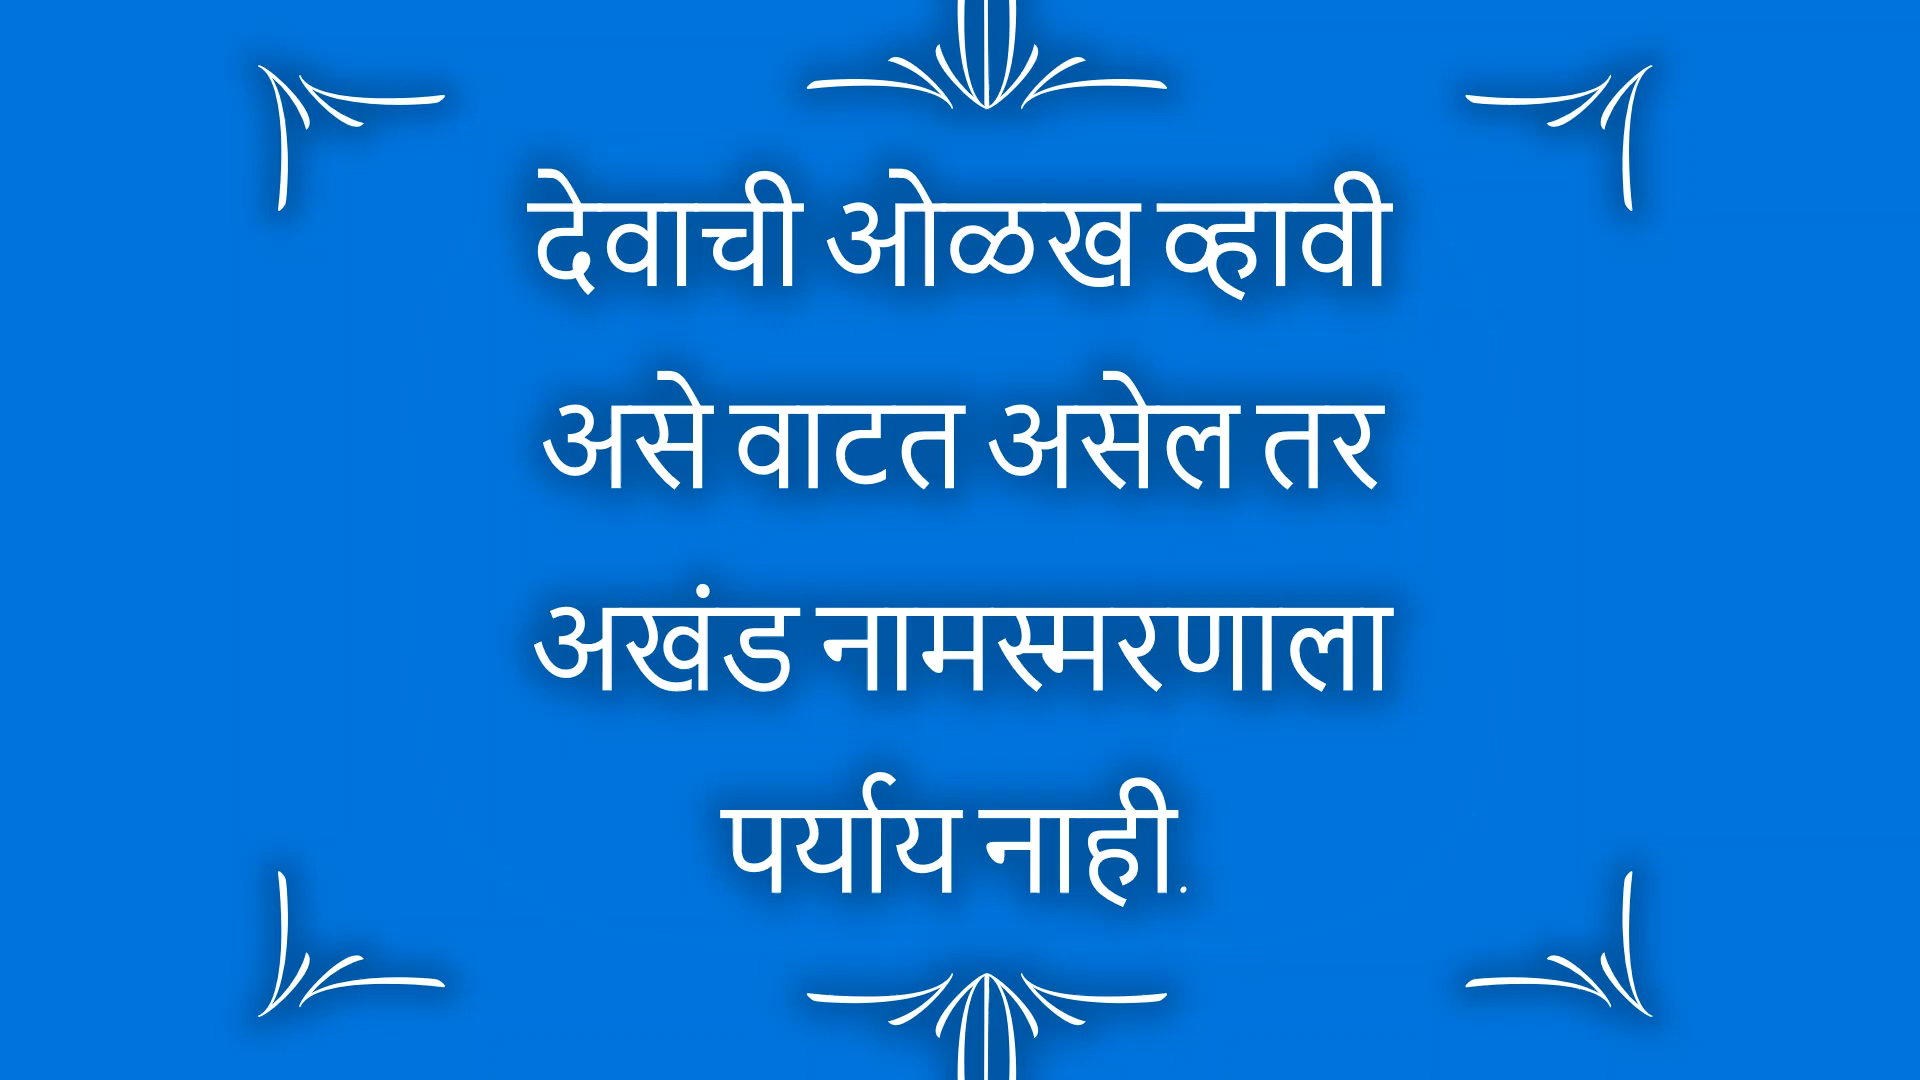 देवाची ओळख व्हावी
असे वाटत असेल तर
अखंड नामस्मरणाला
पर्याय नाही.